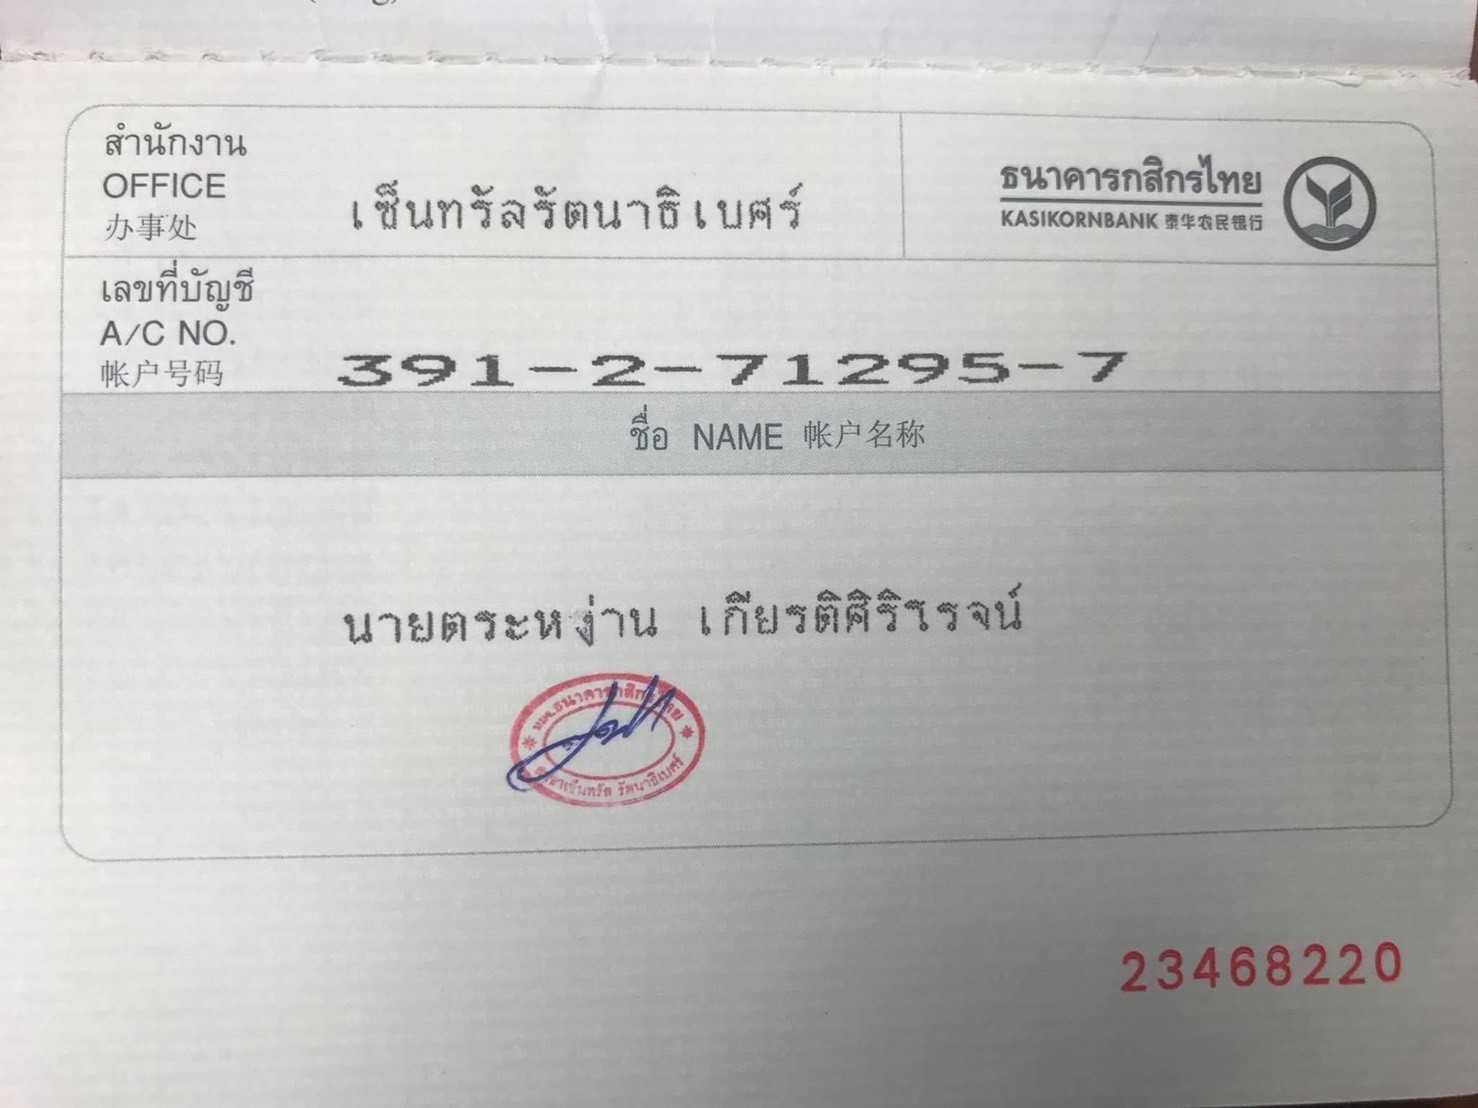 สำนักงาน
OFFICE
办事处
เซ็นทรัลรัตนาธิเบศร์
ธนาคารกสิกรไทย
KASIKORNBANK 泰华农民银行
เลขที่บัญชี
A/C NO.
帐户号码
391-2-71295-7
ชื่อ NAME 帐户名称
นายตระหง่าน เกียรติศิริโรจน์
บมจ.ธนาคารกสิกรไทย
สาขาเซ็นทรัล รัตนาธิเบศร์
23468220